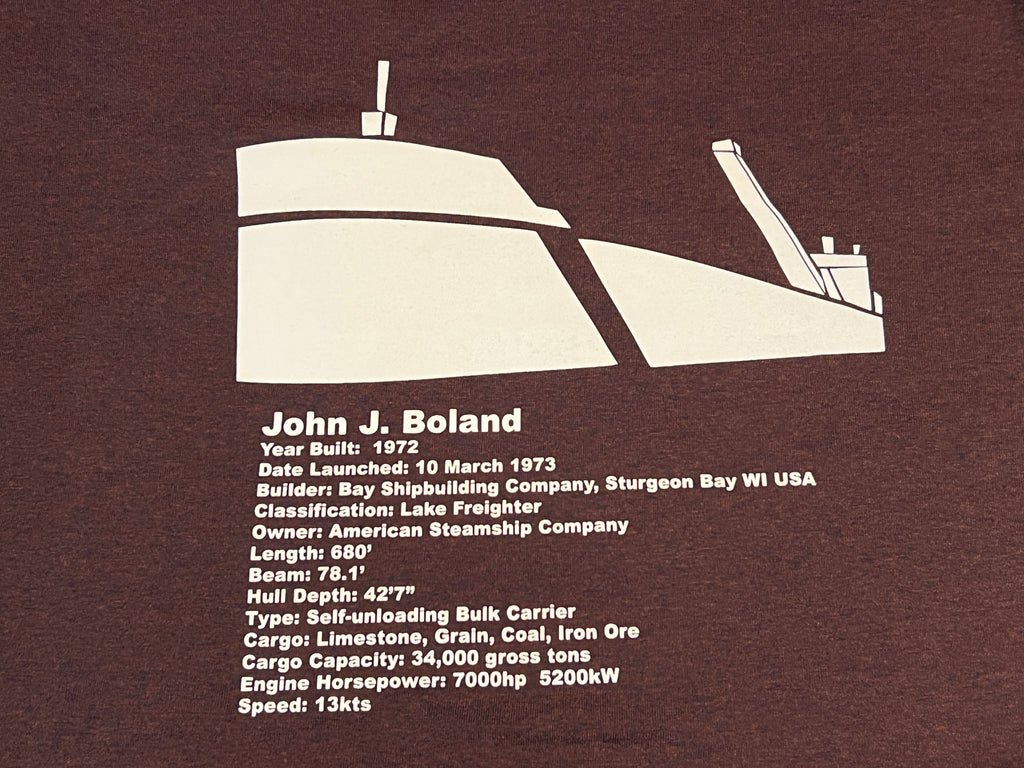 John J. Boland
Year Built:  1972
Date Launched: 10 March 1973
Builder: Bay Shipbuilding Company, Sturgeon Bay WI USA
Classification: Lake Freighter
Owner: American Steamship Company
Length: 680’
Beam: 78.1’
Hull Depth: 42’7”
Type: Self-unloading Bulk Carrier
Cargo: Limestone, Grain, Coal, Iron Ore
Cargo Capacity: 34,000 gross tons
Engine Horsepower: 7000hp  5200kW
Speed: 13kts